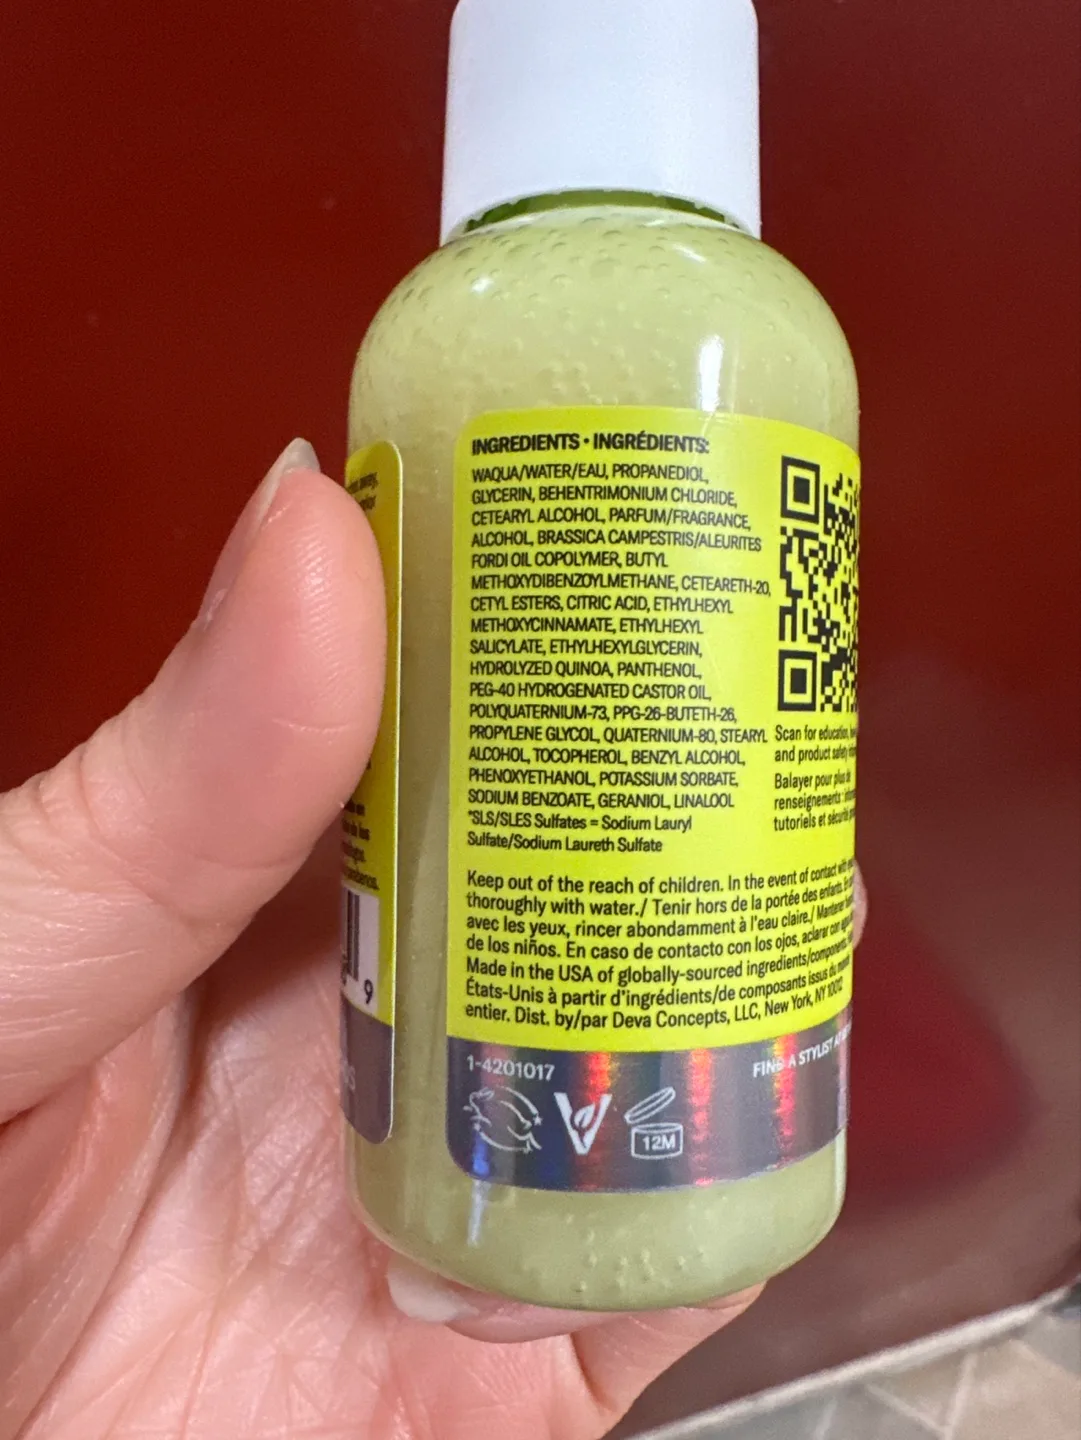 INGREDIENTS • INGRÉDIENTS:
WAQUA/WATER/EAU, PROPANEDIOL,
GLYCERIN, BEHENTRIMONIUM CHLORIDE,
CETEARYL ALCOHOL, PARFUM/FRAGRANCE,
ALCOHOL, BRASSICA CAMPESTRIS/ALEURITES
FORDI OIL COPOLYMER, BUTYL
METHOXYDIBENZOYLMETHANE, CETEARETH-20,
CETYL ESTERS, CITRIC ACID, ETHYLHEXYL
METHOXYCINNAMATE, ETHYLHEXYL
SALICYLATE, ETHYLHEXYLGLYCERIN,
HYDROLYZED QUINOA, PANTHENOL,
PEG-40 HYDROGENATED CASTOR OIL,
POLYQUATERNIUM-73, PPG-26-BUTETH-26,
PROPYLENE GLYCOL, QUATERNIUM-80, STEARYL
ALCOHOL, TOCOPHEROL, BENZYL ALCOHOL,
PHENOXYETHANOL, POTASSIUM SORBATE,
SODIUM BENZOATE, GERANIOL, LINALOOL
*SLS/SLES Sulfates = Sodium Lauryl
Sulfate/Sodium Laureth Sulfate
Scan for education,
and product safety
Balayer pour plus de
renseignements :
tutoriels et sécurité
Keep out of the reach of children. In the event of contact with
thoroughly with water./ Tenir hors de la portée des enfants. En
avec les yeux, rincer abondamment à l'eau claire./ Mantener
de los niños. En caso de contacto con los ojos, aclarar con
Made in the USA of globally-sourced ingredients/components.
États-Unis à partir d'ingrédients/de composants issus du monde
entier. Dist. by/par Deva Concepts, LLC, New York, NY 10012
1-4201017
FIND A STYLIST AT
12M
9